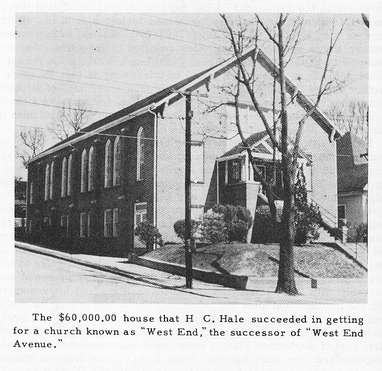 The $60,000.00 house that H C. Hale succeeded in getting
for a church known as "West End," the successor of "West End
Avenue."